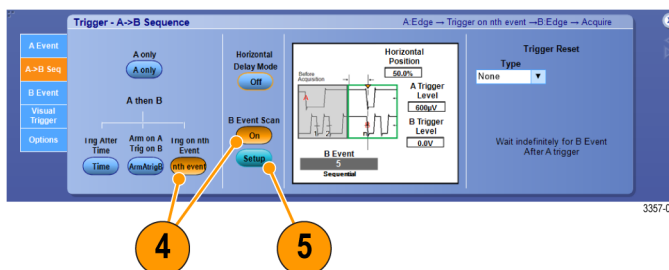 Trigger - A->B Sequence
A:Edge → Trigger on nth event →B:Edge → Acquire
A Event
A->B Seq
B Event
Visual
Trigger
Options
A only
A only
A then B
Trig After
Time
Time
Arm on A
Trig on B
ArmAtrigB
Trig on nth
Event
nth event
Horizontal
Delay Mode
Off
B Event Scan
On
Setup
Before
Acquisition
1
2
n
Horizontal
Position
50.0%
A Trigger
Level
600µV
B Trigger
Level
0.0V
B Event
5
Sequential
Trigger Reset
Type
None
Wait indefinitely for B Event
After A trigger
3357-0
4
5